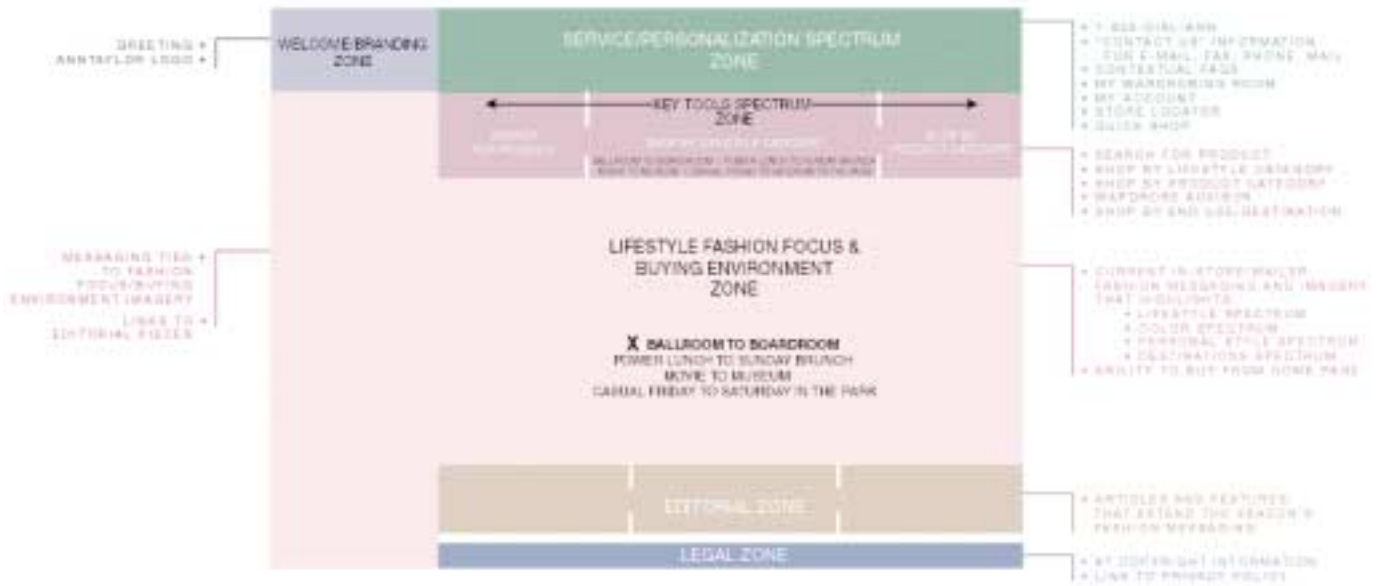 GREETING
ANNTAYLOR LOGO
WELCOME/BRANDING
ZONE
SERVICE/PERSONALIZATION SPECTRUM
ZONE
"CONTACT US" INFORMATION
FOR E-MAIL, FAX, PHONE, MAIL
CONTEXTUAL FAQS
MY WARDROBING ROOM
MY ACCOUNT
STORE LOCATOR
QUICK SHOP
KEY TOOLS SPECTRUM
ZONE
SEARCH FOR PRODUCT
SHOP BY LIFESTYLE CATEGORY
SHOP BY PRODUCT CATEGORY
WARDROBE ADVISOR
SHOP BY END USE/DESTINATION
MESSAGING TIES
TO FASHION
FOCUS/BUYING
ENVIRONMENT IMAGERY
LINKS TO
EDITORIAL PIECES
LIFESTYLE FASHION FOCUS &
BUYING ENVIRONMENT
ZONE
X BALLROOM TO BOARDROOM
POWER LUNCH TO SUNDAY BRUNCH
MOVIE TO MUSEUM
CASUAL FRIDAY TO SATURDAY IN THE PARK
CURRENT IN-STORE/MAILER
FASHION MESSAGING AND IMAGERY
THAT HIGHLIGHTS
LIFESTYLE SPECTRUM
COLOR SPECTRUM
PERSONAL STYLE SPECTRUM
DESTINATIONS SPECTRUM
ABILITY TO BUY FROM HOME PAGE
EDITORIAL ZONE
ARTICLES AND FEATURES
THAT EXTEND THE SEASON'S
FASHION MESSAGING
LEGAL ZONE
AT COPYRIGHT INFORMATION
LINK TO PRIVACY POLICY